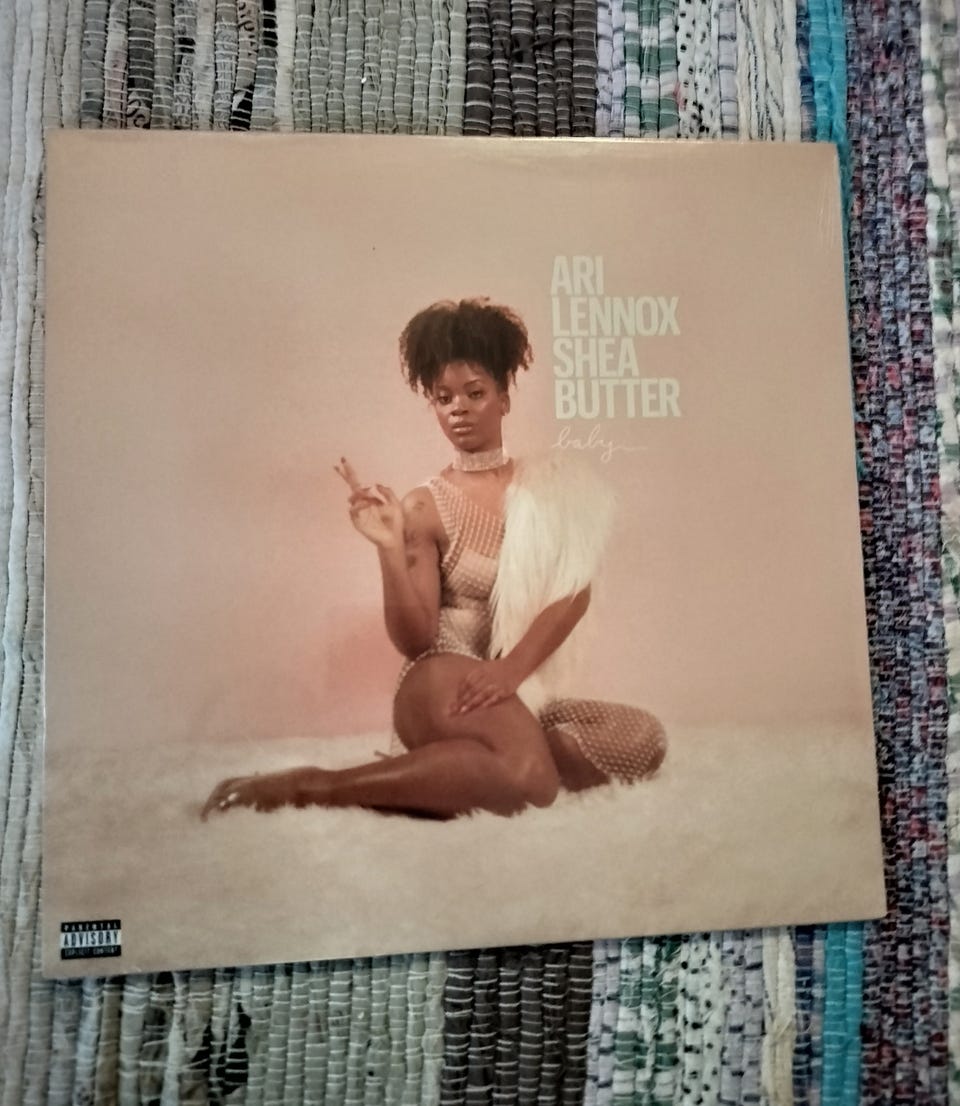 ARI
LENNOX
SHEA
BUTTER
baby
PARENTAL
ADVISORY
EXPLICIT CONTENT